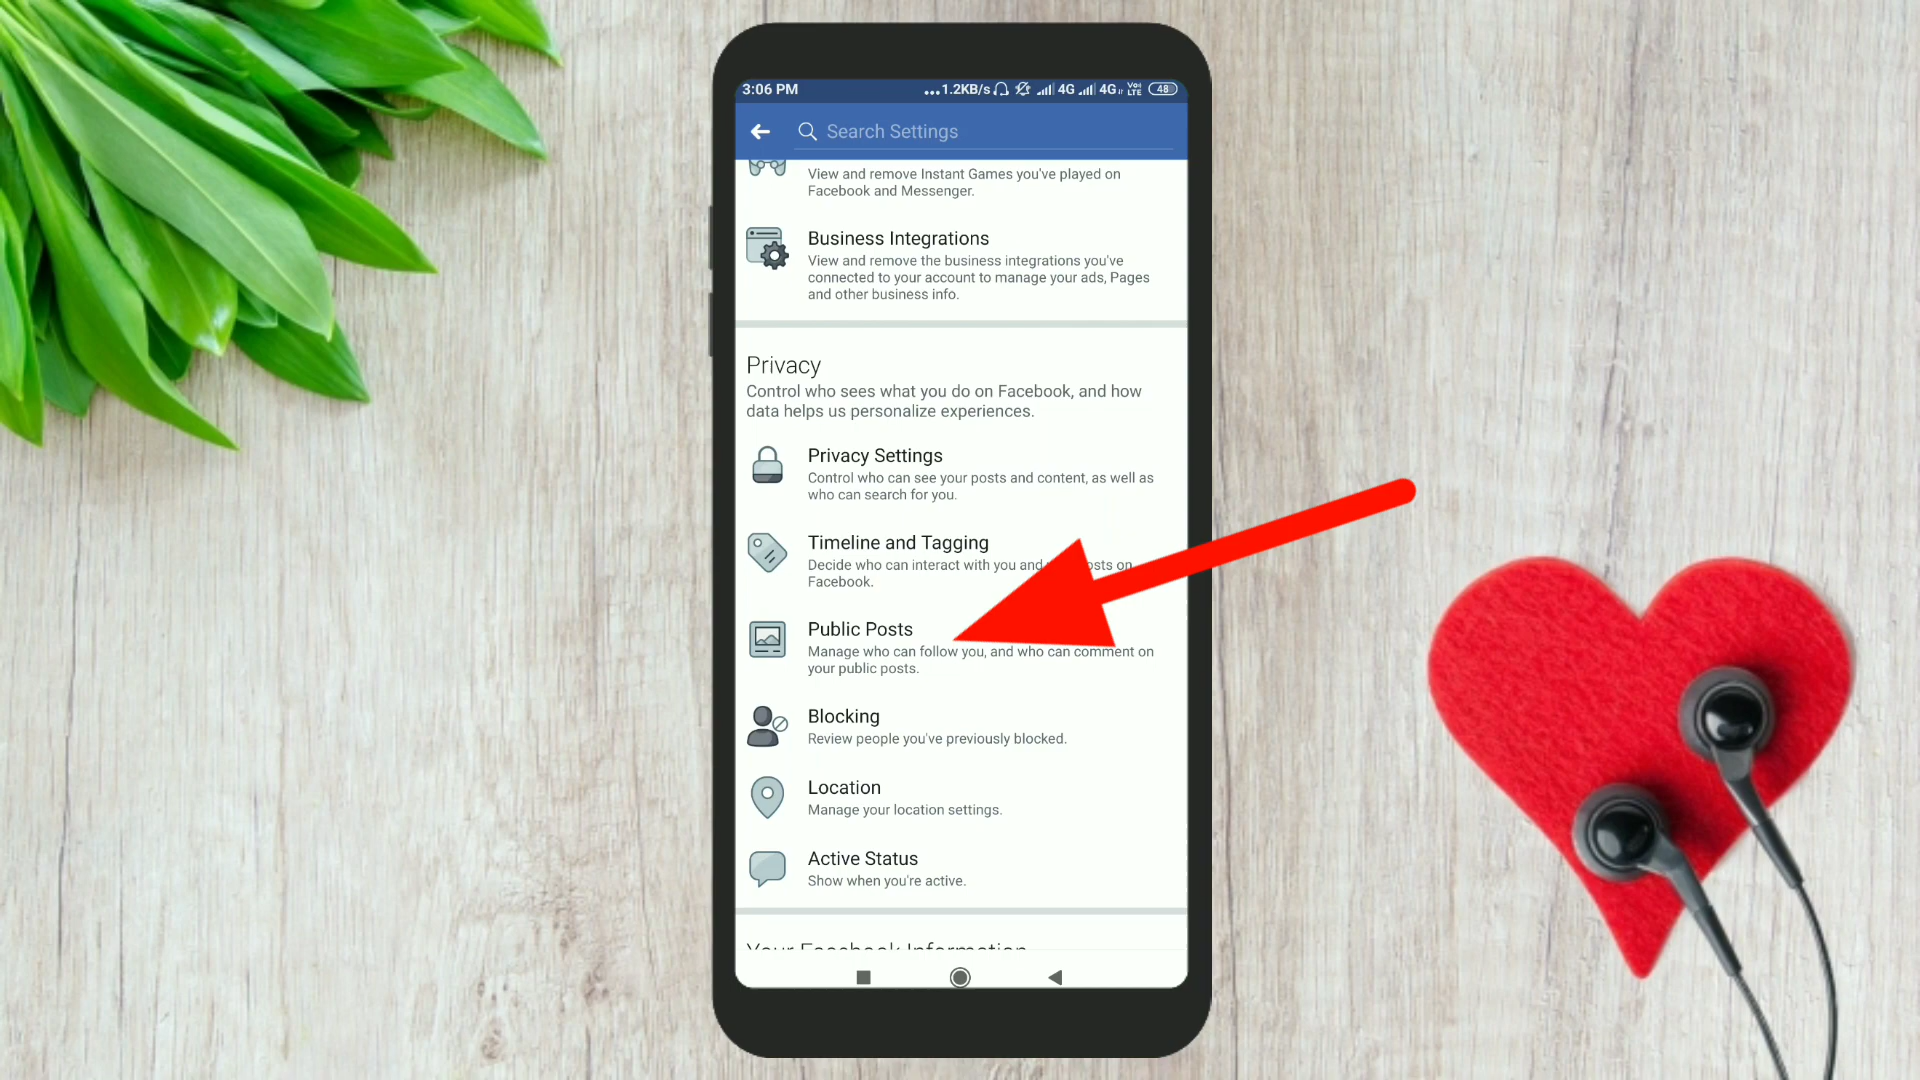 3:06 PM
...1.2KB/s 4G 4G Vo) LTE 48
Search Settings
View and remove Instant Games you've played on
Facebook and Messenger.
Business Integrations
View and remove the business integrations you've
connected to your account to manage your ads, Pages
and other business info.
Privacy
Control who sees what you do on Facebook, and how
data helps us personalize experiences.
Privacy Settings
Control who can see your posts and content, as well as
who can search for you.
Timeline and Tagging
Decide who can interact with you and posts on
Facebook.
Public Posts
Manage who can follow you, and who can comment on
your public posts.
Blocking
Review people you've previously blocked.
Location
Manage your location settings.
Active Status
Show when you're active.
Your Facebook Information